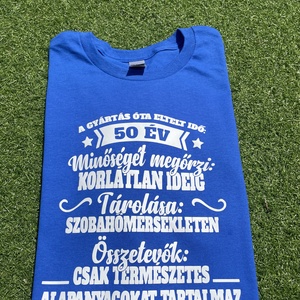 A GYÁRTÁS ÓTA ELTELT IDŐ:
50 ÉV
Minőségét megőrzi:
KORLÁTLAN IDEIG
Tárolása:
SZOBAHŐMÉRSÉKLETEN
Összetevők:
CSAK TERMÉSZETES
ALAPANYAGOKAT TARTALMAZ